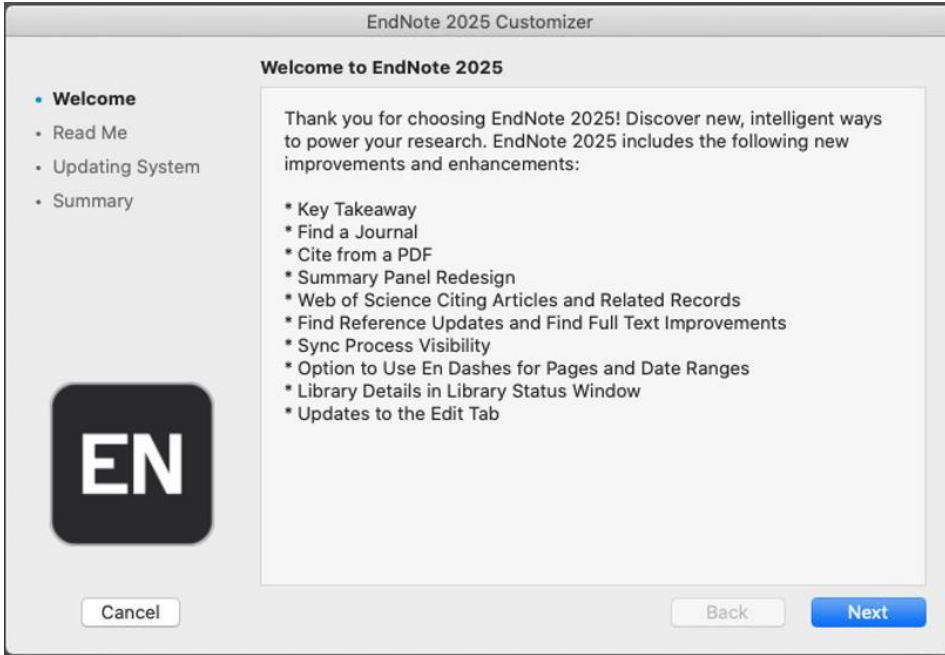 EndNote 2025 Customizer
Welcome to EndNote 2025
• Welcome
• Read Me
• Updating System
• Summary
Thank you for choosing EndNote 2025! Discover new, intelligent ways
to power your research. EndNote 2025 includes the following new
improvements and enhancements:
* Key Takeaway
* Find a Journal
* Cite from a PDF
* Summary Panel Redesign
* Web of Science Citing Articles and Related Records
* Find Reference Updates and Find Full Text Improvements
* Sync Process Visibility
* Option to Use En Dashes for Pages and Date Ranges
* Library Details in Library Status Window
* Updates to the Edit Tab
EN
Cancel
Back
Next